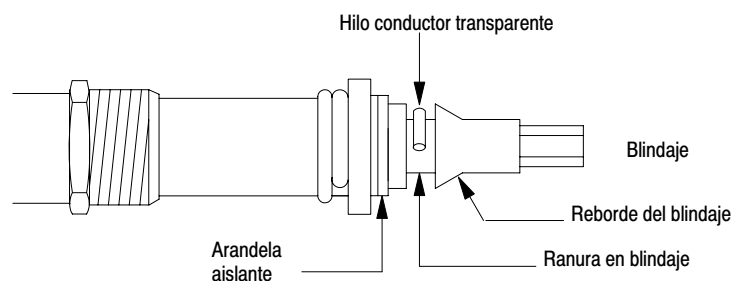 Hilo conductor transparente
Blindaje
Reborde del blindaje
Arandela
aislante
Ranura en blindaje